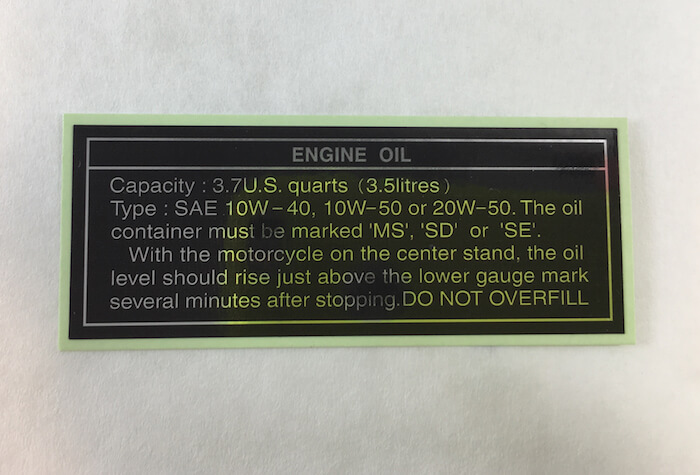 ENGINE OIL
Capacity : 3.7U.S. quarts (3.5litres)
Type : SAE 10W-40, 10W-50 or 20W-50. The oil
container must be marked 'MS', 'SD' or 'SE'.
With the motorcycle on the center stand, the oil
level should rise just above the lower gauge mark
several minutes after stopping.DO NOT OVERFILL